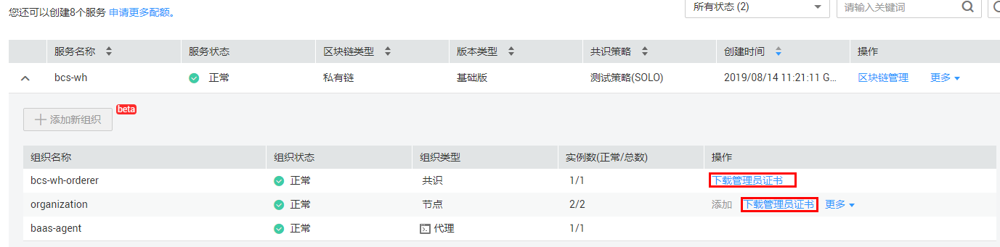 您还可以创建8个服务 申请更多配额。 所有状态 (2) 请输入关键词
服务名称 服务状态 区块链类型 版本类型 共识策略 创建时间 操作
bcs-wh 正常 私有链 基础版 测试策略(SOLO) 2019/08/14 11:21:11 G... 区块链管理 更多
添加新组织 beta
组织名称 组织状态 组织类型 实例数(正常/总数) 操作
bcs-wh-orderer 正常 共识 1/1 下载管理员证书
organization 正常 节点 2/2 添加 下载管理员证书 更多
baas-agent 正常 代理 1/1